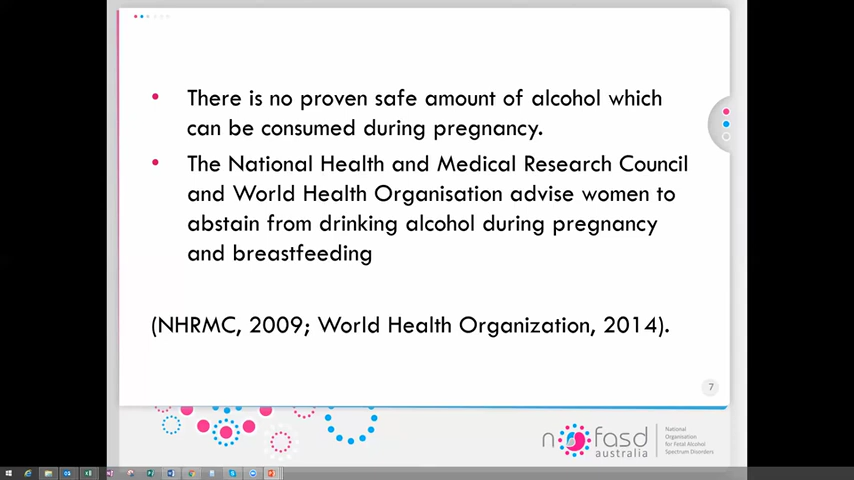 There is no proven safe amount of alcohol which
can be consumed during pregnancy.
The National Health and Medical Research Council
and World Health Organisation advise women to
abstain from drinking alcohol during pregnancy
and breastfeeding
(NHRMC, 2009; World Health Organization, 2014).
7
nofasd
australia
National
Organisation
for Fetal Alcohol
Spectrum Disorders